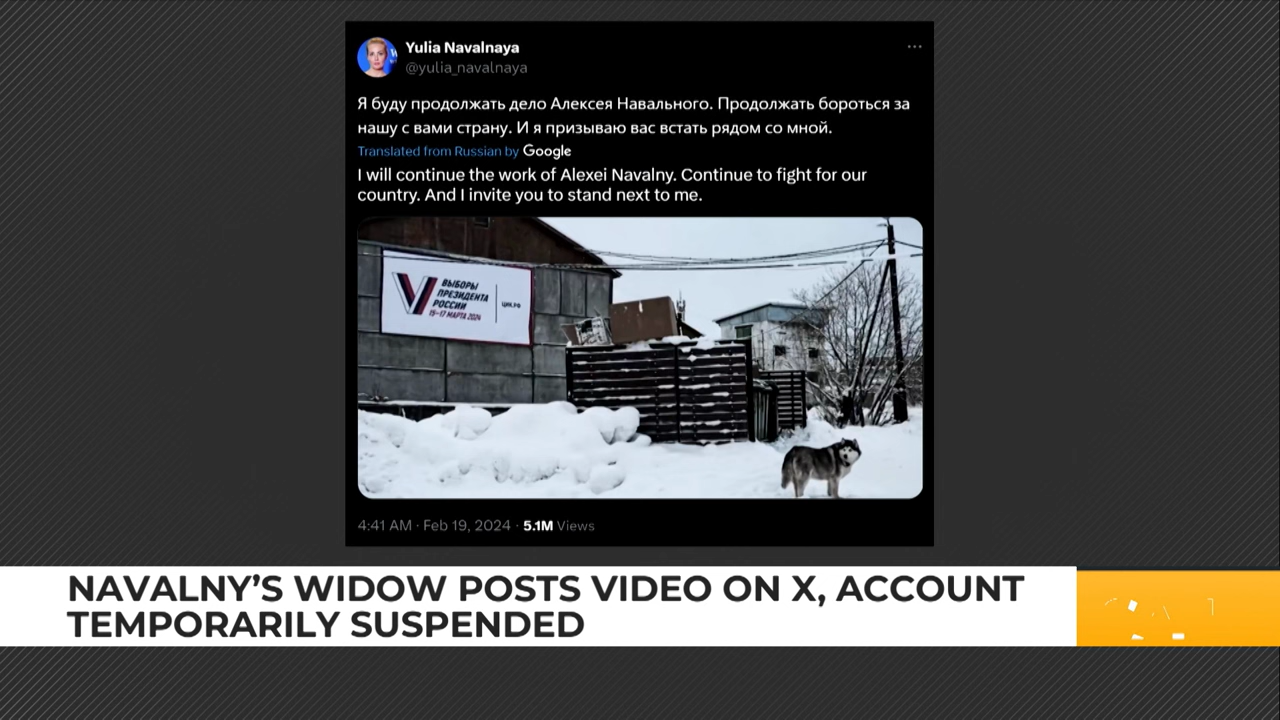 Yulia Navalnaya
@yulia_navalnaya
Я буду продолжать дело Алексея Навального. Продолжать бороться за
нашу с вами страну. И я призываю вас встать рядом со мной.
Translated from Russian by Google
I will continue the work of Alexei Navalny. Continue to fight for our
country. And I invite you to stand next to me.
ВЫБОРЫ
ПРЕЗИДЕНТА
РОССИИ
15–17 МАРТА 2024
ЦИК.РФ
4:41 AM · Feb 19, 2024 · 5.1M Views
NAVALNY’S WIDOW POSTS VIDEO ON X, ACCOUNT
TEMPORARILY SUSPENDED